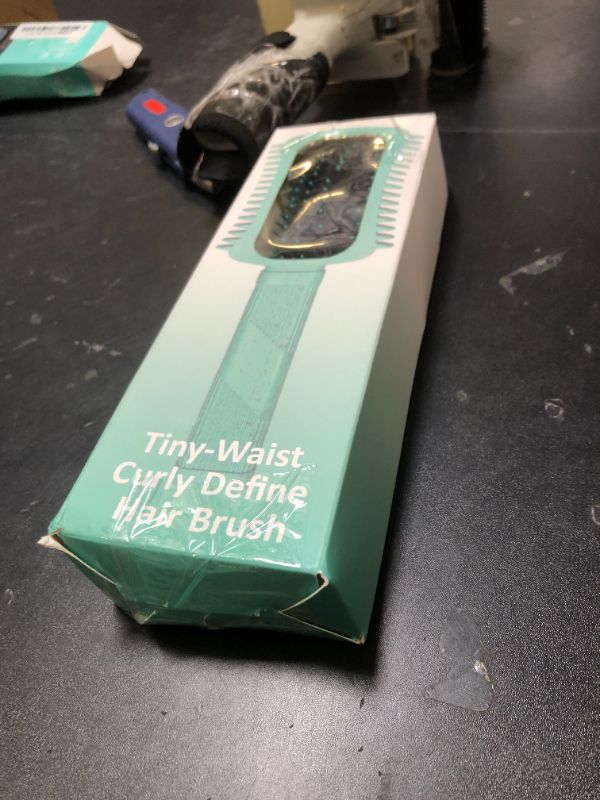 Tiny-Waist
Curly Define
Hair Brush